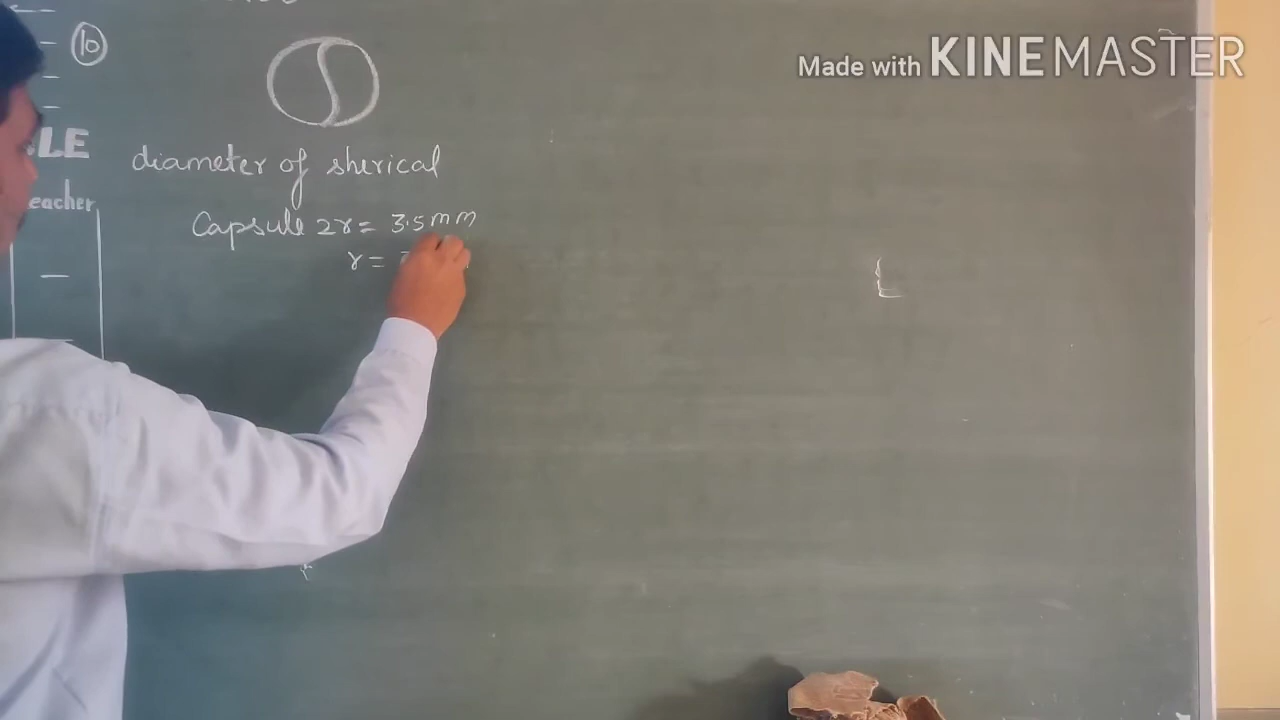 Made with KINEMASTER
10
diameter of sherical
LE
eacher
Capsule 2r = 3.5mm
r =